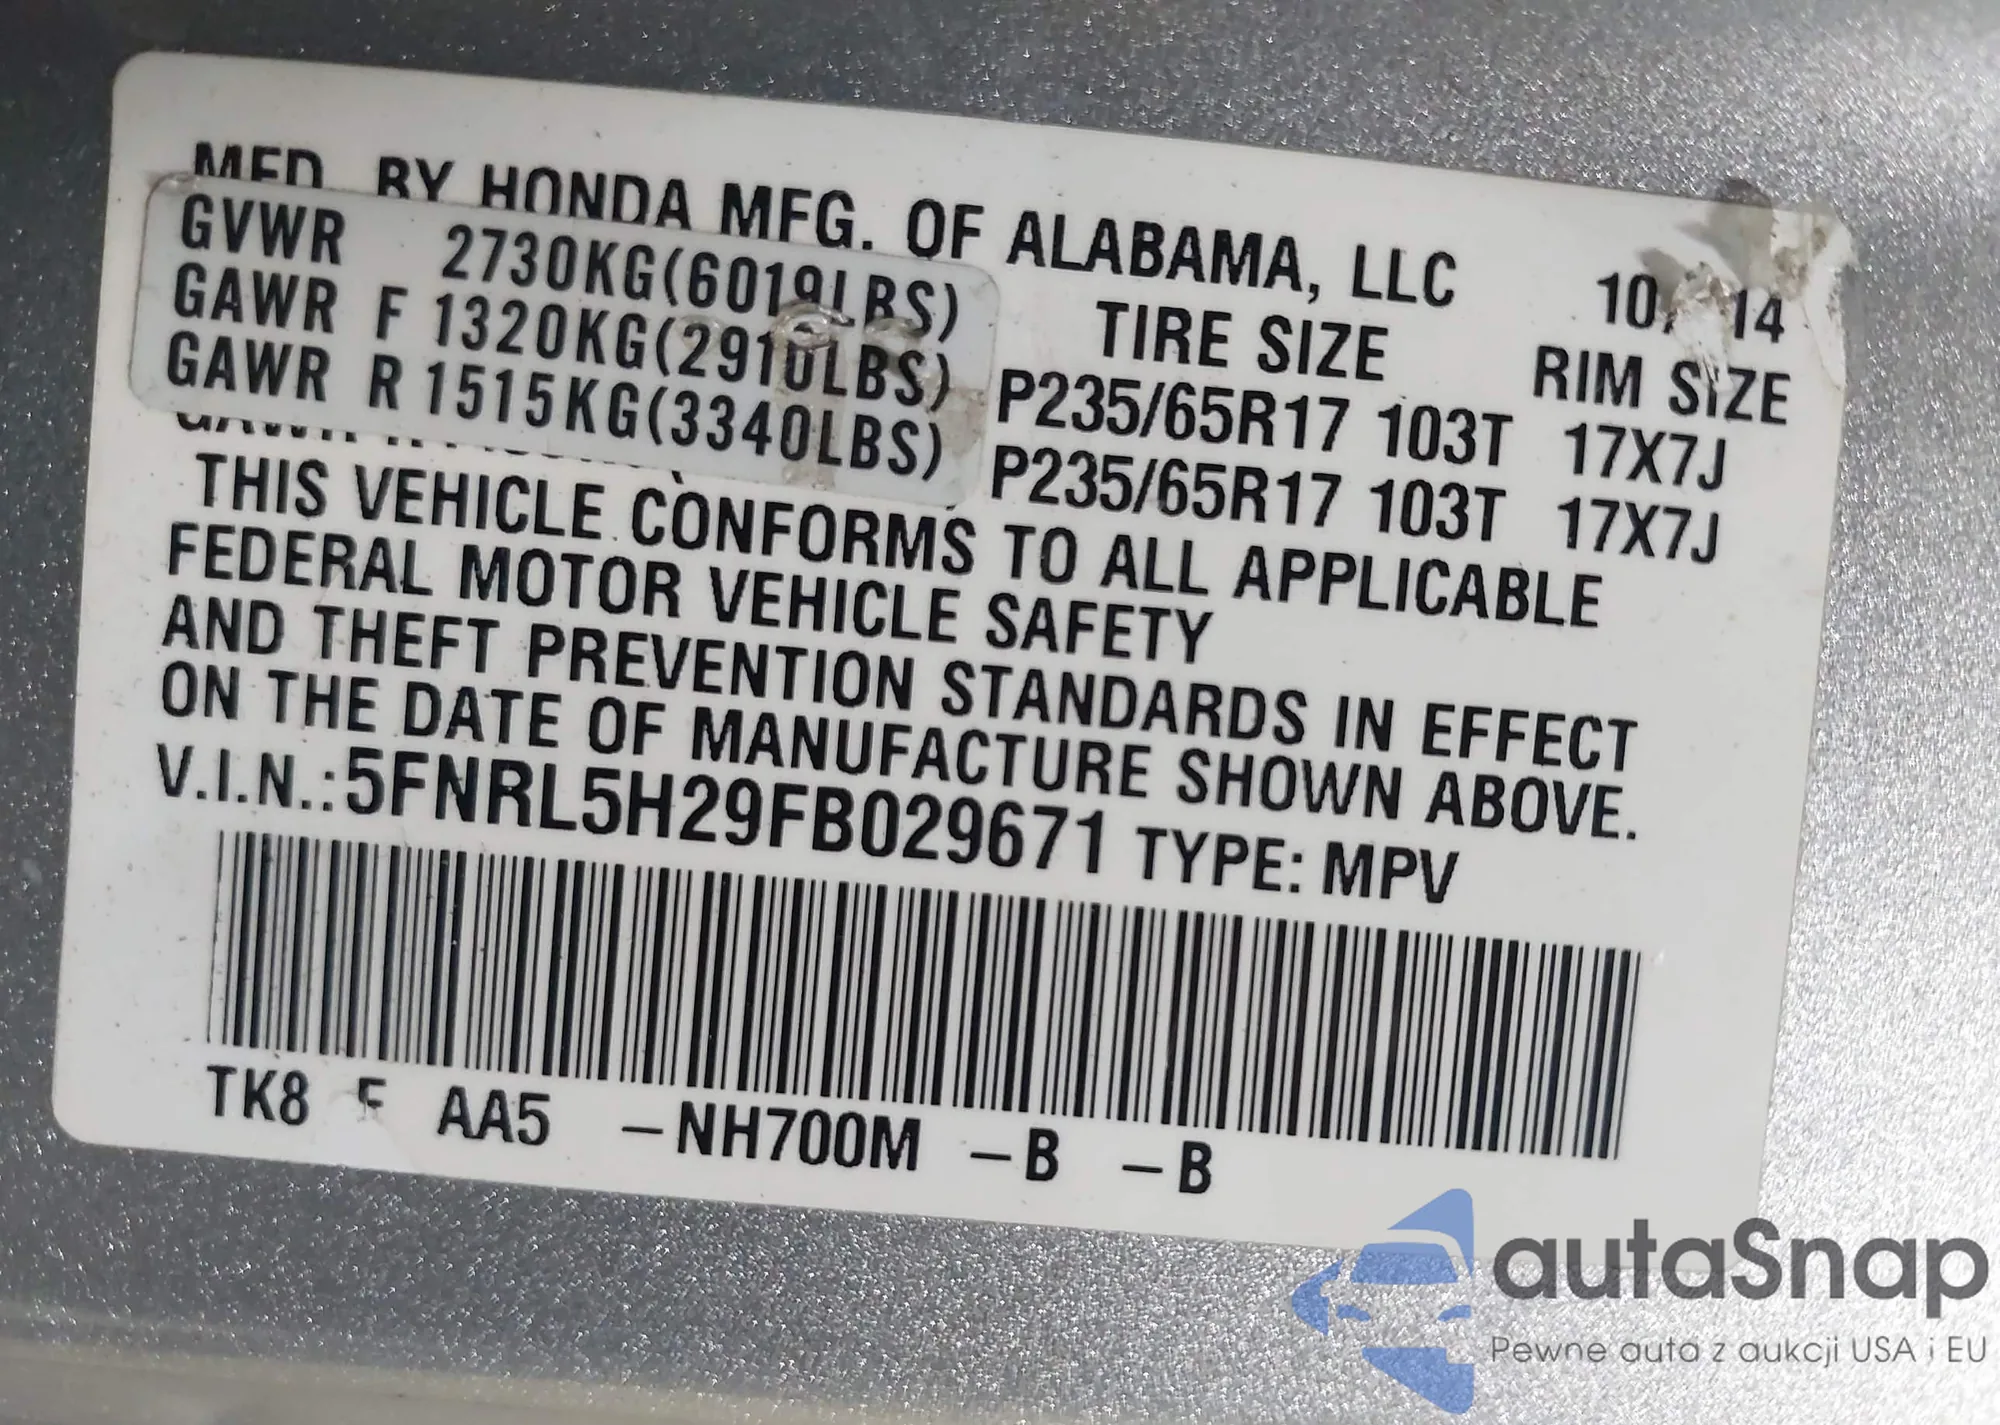 MFD. BY HONDA MFG. OF ALABAMA, LLC 10/ 14
GVWR 2730KG(6019LBS) TIRE SIZE RIM SIZE
GAWR F 1320KG(2910LBS) P235/65R17 103T 17X7J
GAWR R 1515KG(3340LBS) P235/65R17 103T 17X7J
THIS VEHICLE CONFORMS TO ALL APPLICABLE
FEDERAL MOTOR VEHICLE SAFETY
AND THEFT PREVENTION STANDARDS IN EFFECT
ON THE DATE OF MANUFACTURE SHOWN ABOVE.
V.I.N.:5FNRL5H29FB029671 TYPE: MPV
TK8 F AA5 –NH700M –B –B
autaSnap
Pewne auta z aukcji USA i EU